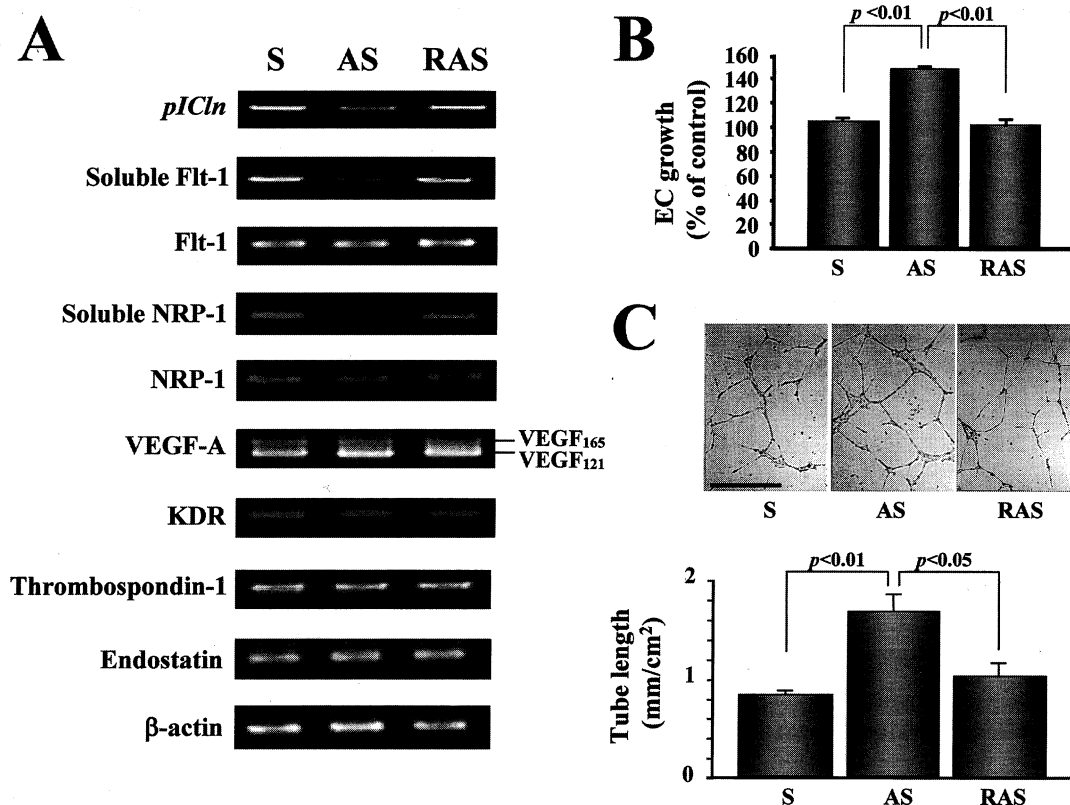 A
S AS RAS
pICln
Soluble Flt-1
Flt-1
Soluble NRP-1
NRP-1
VEGF-A
VEGF165
VEGF121
KDR
Thrombospondin-1
Endostatin
β-actin
B
p <0.01 p <0.01
EC growth
(% of control)
160
140
120
100
80
60
40
20
0
S AS RAS
C
S AS RAS
p<0.01 p<0.05
Tube length
(mm/cm²)
2
1
0
S AS RAS